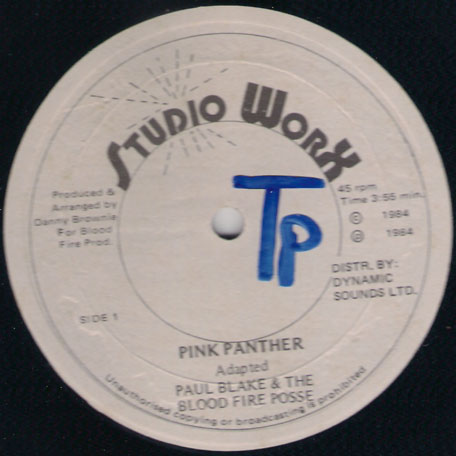 STUDIO WORX
Produced &
Arranged by
Danny Brownie
For Blood
Fire Prod.
Tp
45 rpm
Time 3:55 min.
℗ 1984
© 1984
DISTR. BY:
DYNAMIC
SOUNDS LTD.
SIDE 1
PINK PANTHER
Adapted
PAUL BLAKE & THE
BLOOD FIRE POSSE
Unauthorised copying or broadcasting is prohibited